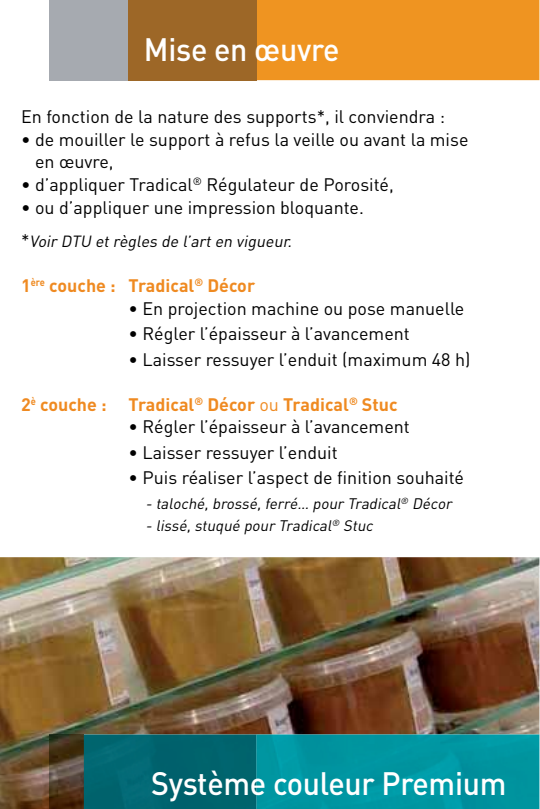 Mise en œuvre
En fonction de la nature des supports*, il conviendra :
• de mouiller le support à refus la veille ou avant la mise
en œuvre,
• d’appliquer Tradical® Régulateur de Porosité,
• ou d’appliquer une impression bloquante.
*Voir DTU et règles de l’art en vigueur.
1ère couche : Tradical® Décor
• En projection machine ou pose manuelle
• Régler l’épaisseur à l’avancement
• Laisser ressuyer l’enduit (maximum 48 h)
2è couche : Tradical® Décor ou Tradical® Stuc
• Régler l’épaisseur à l’avancement
• Laisser ressuyer l’enduit
• Puis réaliser l’aspect de finition souhaité
- taloché, brossé, ferré... pour Tradical® Décor
- lissé, stuqué pour Tradical® Stuc
Système couleur Premium